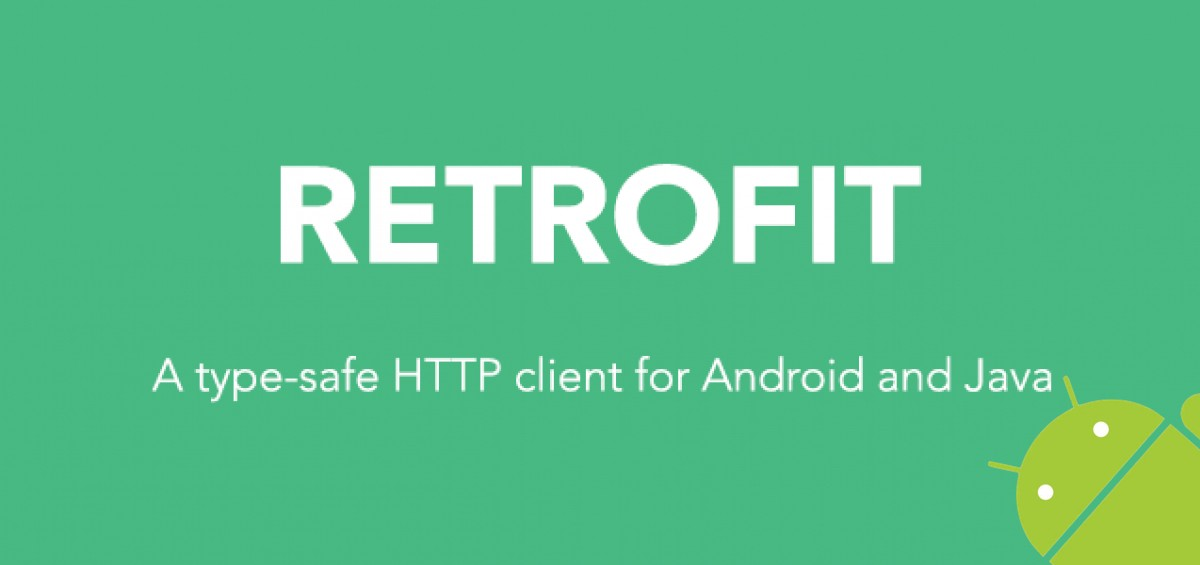 RETROFIT
A type-safe HTTP client for Android and Java